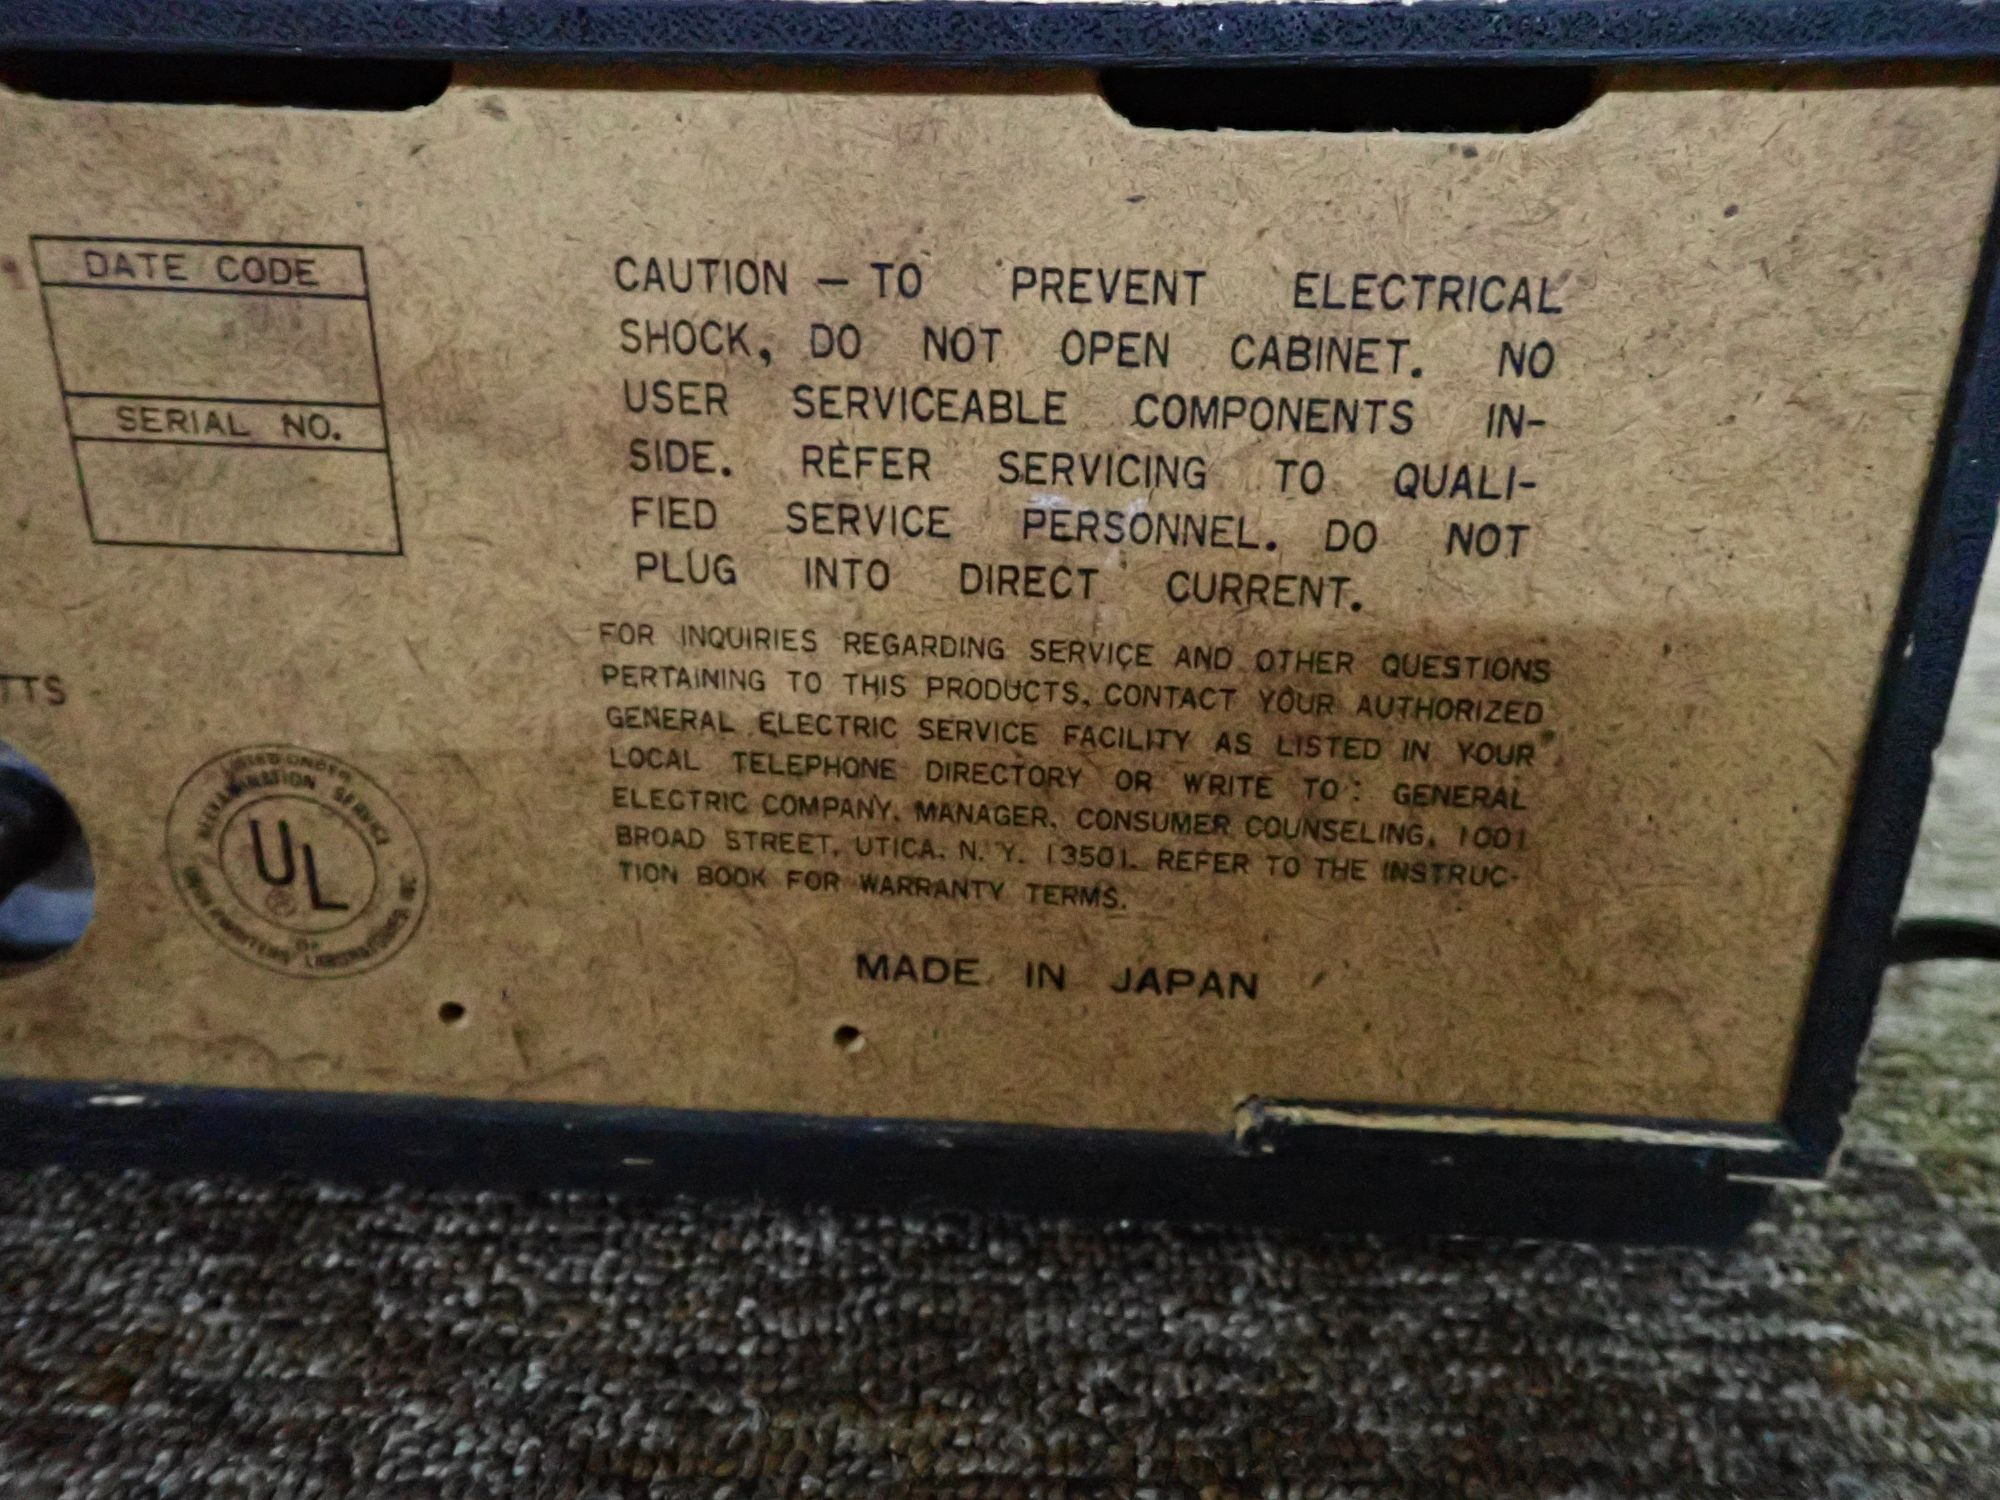 DATE CODE
SERIAL NO.
TTS
UL
®
CAUTION — TO PREVENT ELECTRICAL
SHOCK, DO NOT OPEN CABINET. NO
USER SERVICEABLE COMPONENTS IN-
SIDE. REFER SERVICING TO QUALI-
FIED SERVICE PERSONNEL. DO NOT
PLUG INTO DIRECT CURRENT.
FOR INQUIRIES REGARDING SERVICE AND OTHER QUESTIONS
PERTAINING TO THIS PRODUCTS, CONTACT YOUR AUTHORIZED
GENERAL ELECTRIC SERVICE FACILITY AS LISTED IN YOUR
LOCAL TELEPHONE DIRECTORY OR WRITE TO: GENERAL
ELECTRIC COMPANY, MANAGER, CONSUMER COUNSELING, 1001
BROAD STREET, UTICA, N. Y. 13501. REFER TO THE INSTRUC-
TION BOOK FOR WARRANTY TERMS.
MADE IN JAPAN